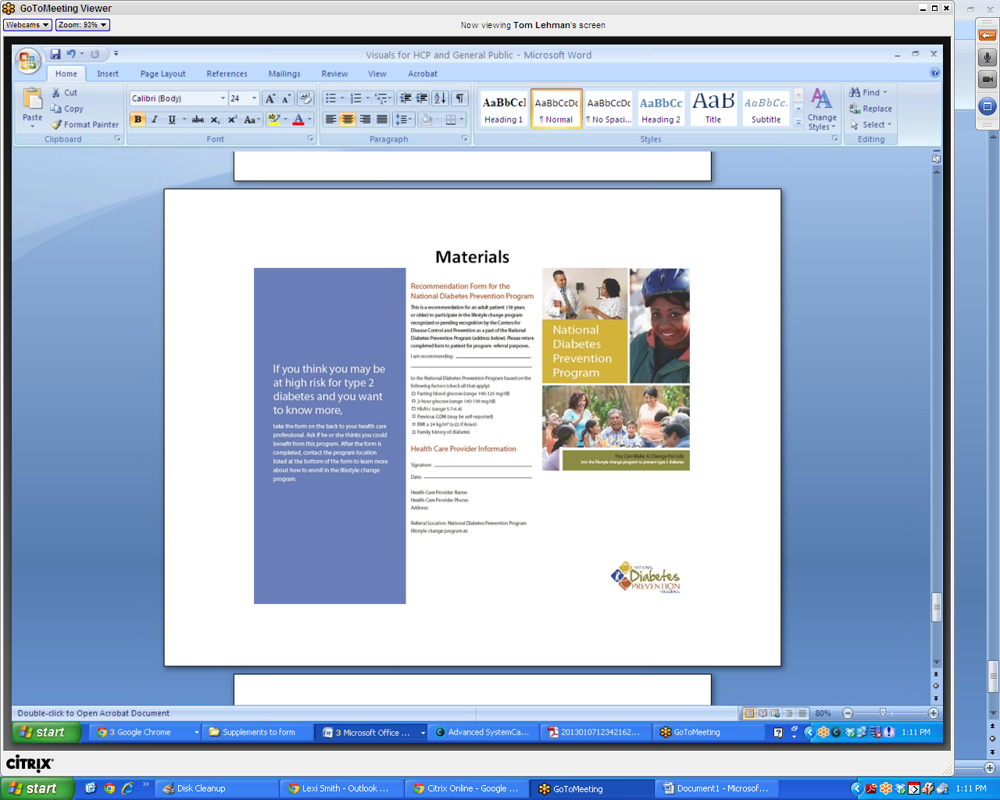 GoToMeeting Viewer
Webcams
Zoom: 93%
Now viewing Tom Lehman's screen
Visuals for HCP and General Public - Microsoft Word
Home Insert Page Layout References Mailings Review View Acrobat
Paste
Cut
Copy
Format Painter
Clipboard
Calibri (Body) 24
Font
Paragraph
AaBbCcI AaBbCcDc AaBbCcDc AaBbCc AaB AaBbCc.
Heading 1 ¶ Normal ¶ No Spaci... Heading 2 Title Subtitle
Change
Styles
Styles
Find
Replace
Select
Editing
Materials
If you think you may be
at high risk for type 2
diabetes and you want
to know more,
take the form on the back to your health care
professional. Ask if he or she thinks you could
benefit from this program. After the form is
completed, contact the program location
listed at the bottom of the form to learn more
about how to enroll in the lifestyle change
program.
Recommendation Form for the
National Diabetes Prevention Program
This is a recommendation for an adult patient (18 years
or older) to participate in the lifestyle change program
recognized or pending recognition by the Centers for
Disease Control and Prevention as a part of the National
Diabetes Prevention Program (address below). Please return
completed form to patient for program referral purposes.
I am recommending:
to the National Diabetes Prevention Program based on the
following factors (check all that apply):
Fasting blood glucose (range 100-125 mg/dl)
2-hour glucose (range 140-199 mg/dl)
HbA1c (range 5.7-6.4)
Previous GDM (may be self-reported)
BMI ≥ 24 kg/m² (≥22 if Asian)
Family history of diabetes
Health Care Provider Information
Signature:
Date:
Health Care Provider Name:
Health Care Provider Phone:
Address:
Referral Location: National Diabetes Prevention Program
lifestyle change program at:
National
Diabetes
Prevention
Program
You Can Make A Change For Life
Join the lifestyle change program to prevent type 2 diabetes
NATIONAL
Diabetes
PREVENTION
PROGRAM
Double-click to Open Acrobat Document
80%
start
3 Google Chrome
Supplements to form
3 Microsoft Office ...
Advanced SystemCa...
2013010712342162...
GoToMeeting
1:11 PM
CITRIX
start
Disk Cleanup
Lexi Smith - Outlook ...
Citrix Online - Google ...
GoToMeeting
Document1 - Microsof...
1:11 PM